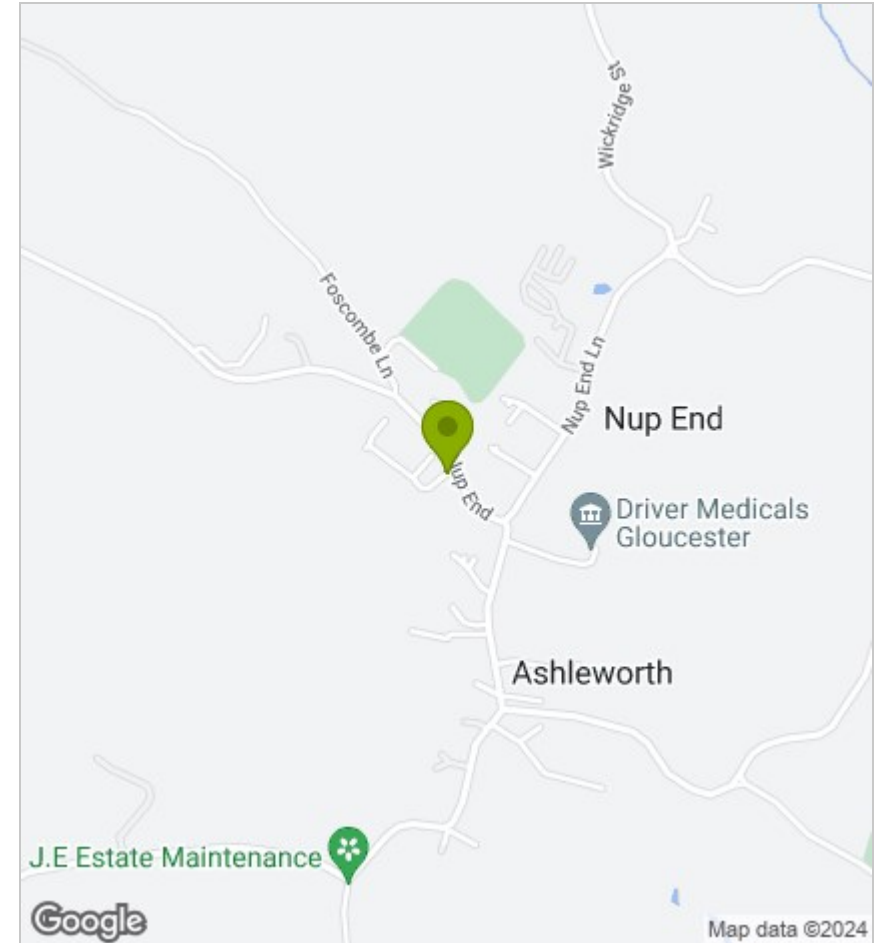 Wickridge St
Foscombe Ln
Nup End Ln
Nup End
Nup End
Driver Medicals
Gloucester
Ashleworth
J.E Estate Maintenance
Google
Map data ©2024